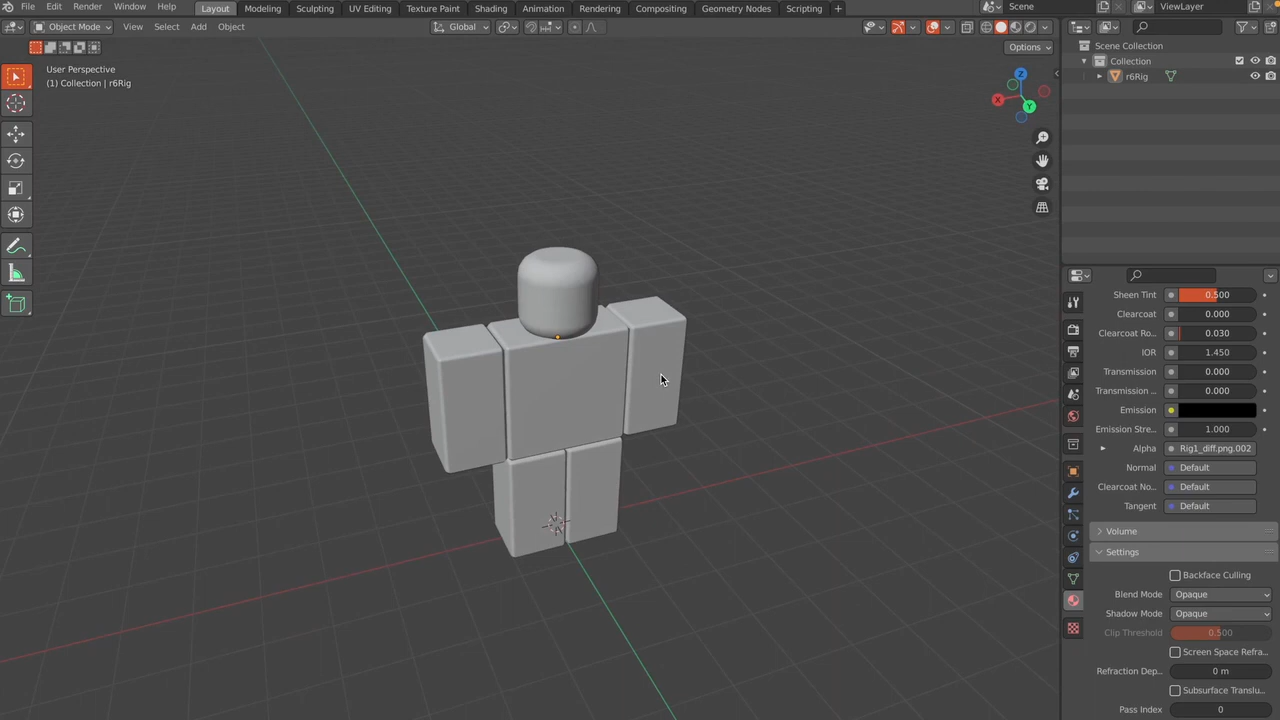 File Edit Render Window Help Layout Modeling Sculpting UV Editing Texture Paint Shading Animation Rendering Compositing Geometry Nodes Scripting + Scene ViewLayer
Object Mode View Select Add Object Global
Options
User Perspective
(1) Collection | r6Rig
Z
X
Y
Scene Collection
Collection
r6Rig
Sheen Tint 0.500
Clearcoat 0.000
Clearcoat Ro... 0.030
IOR 1.450
Transmission 0.000
Transmission .. 0.000
Emission
Emission Stre... 1.000
Alpha Rig1_diff.png.002
Normal Default
Clearcoat No... Default
Tangent Default
Volume
Settings
Backface Culling
Blend Mode Opaque
Shadow Mode Opaque
Clip Threshold 0.500
Screen Space Refra...
Refraction Dep... 0 m
Subsurface Translu...
Pass Index 0